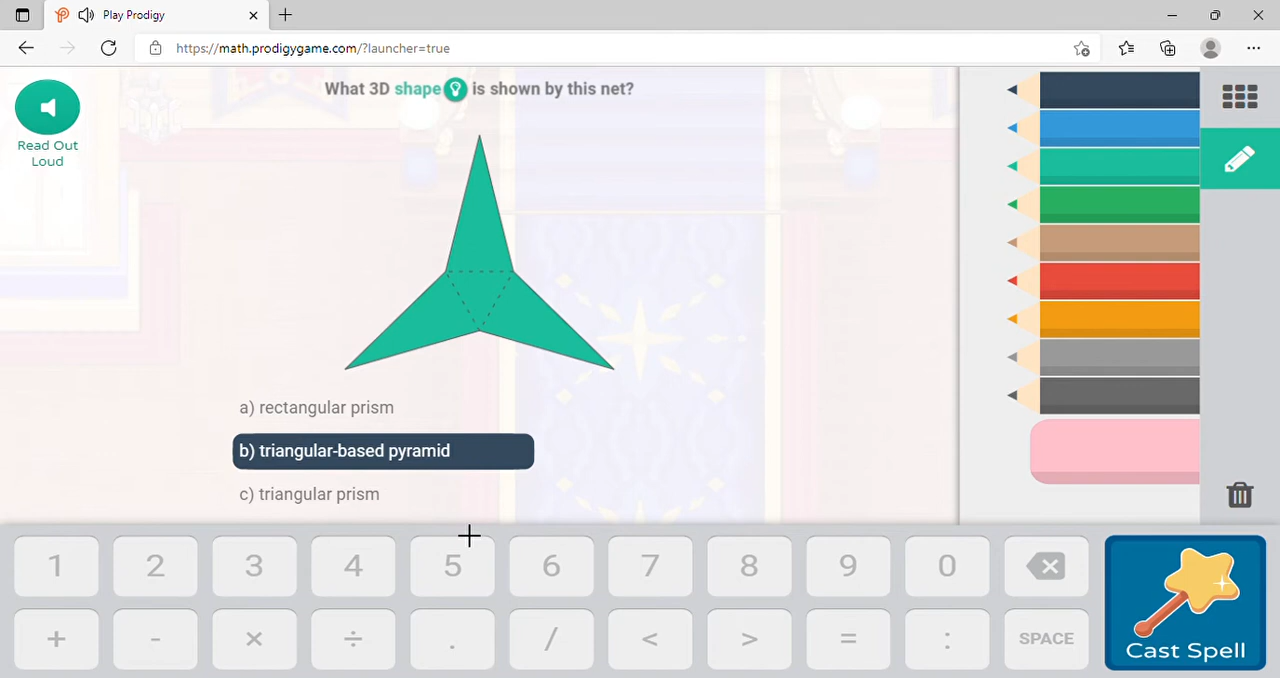 Play Prodigy
https://math.prodigygame.com/?launcher=true
What 3D shape is shown by this net?
Read Out
Loud
a) rectangular prism
b) triangular-based pyramid
c) triangular prism
1 2 3 4 5 6 7 8 9 0
+ - × ÷ . / < > = : SPACE
Cast Spell